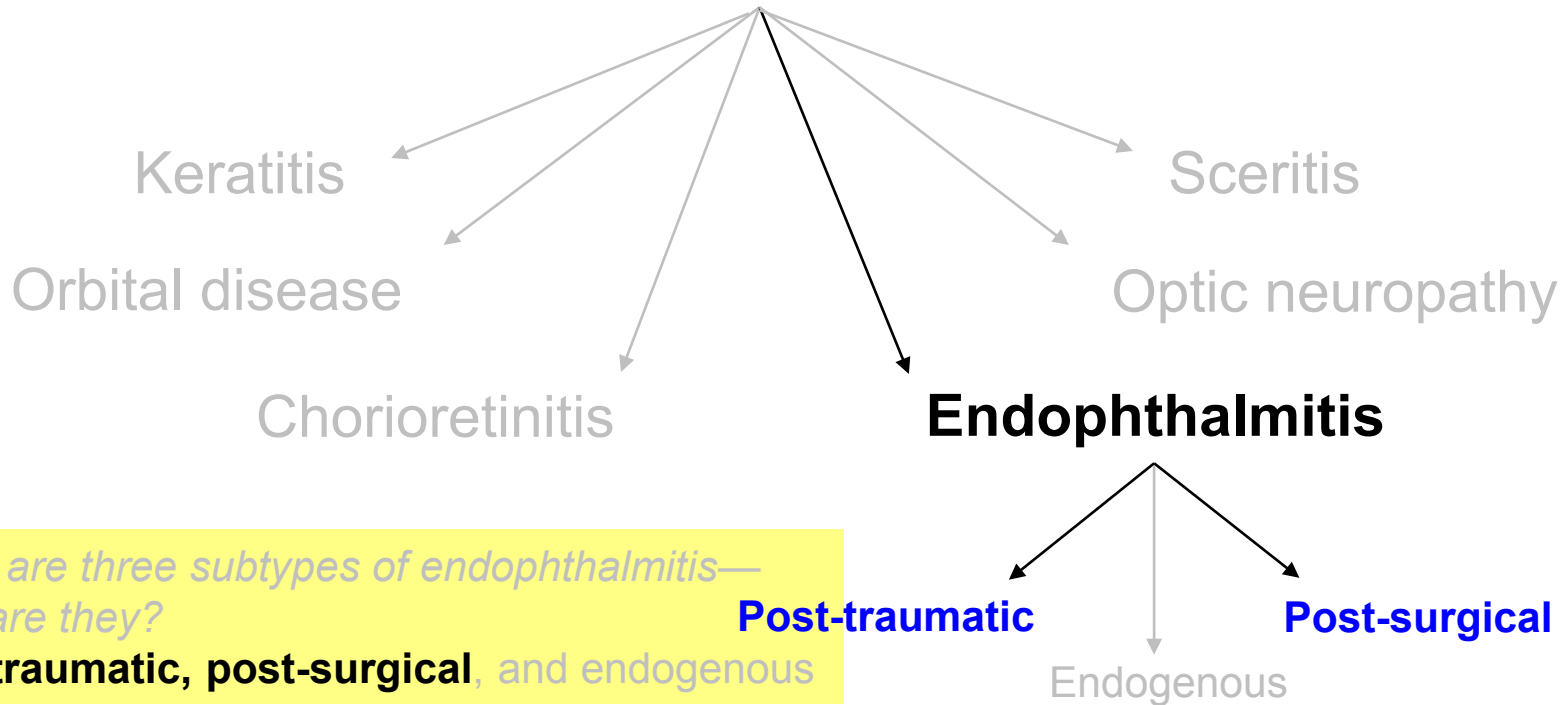 Keratitis
Sceritis
Orbital disease
Optic neuropathy
Chorioretinitis
Endophthalmitis
are three subtypes of endophthalmitis—
are they?
traumatic, post-surgical, and endogenous
Post-traumatic
Post-surgical
Endogenous